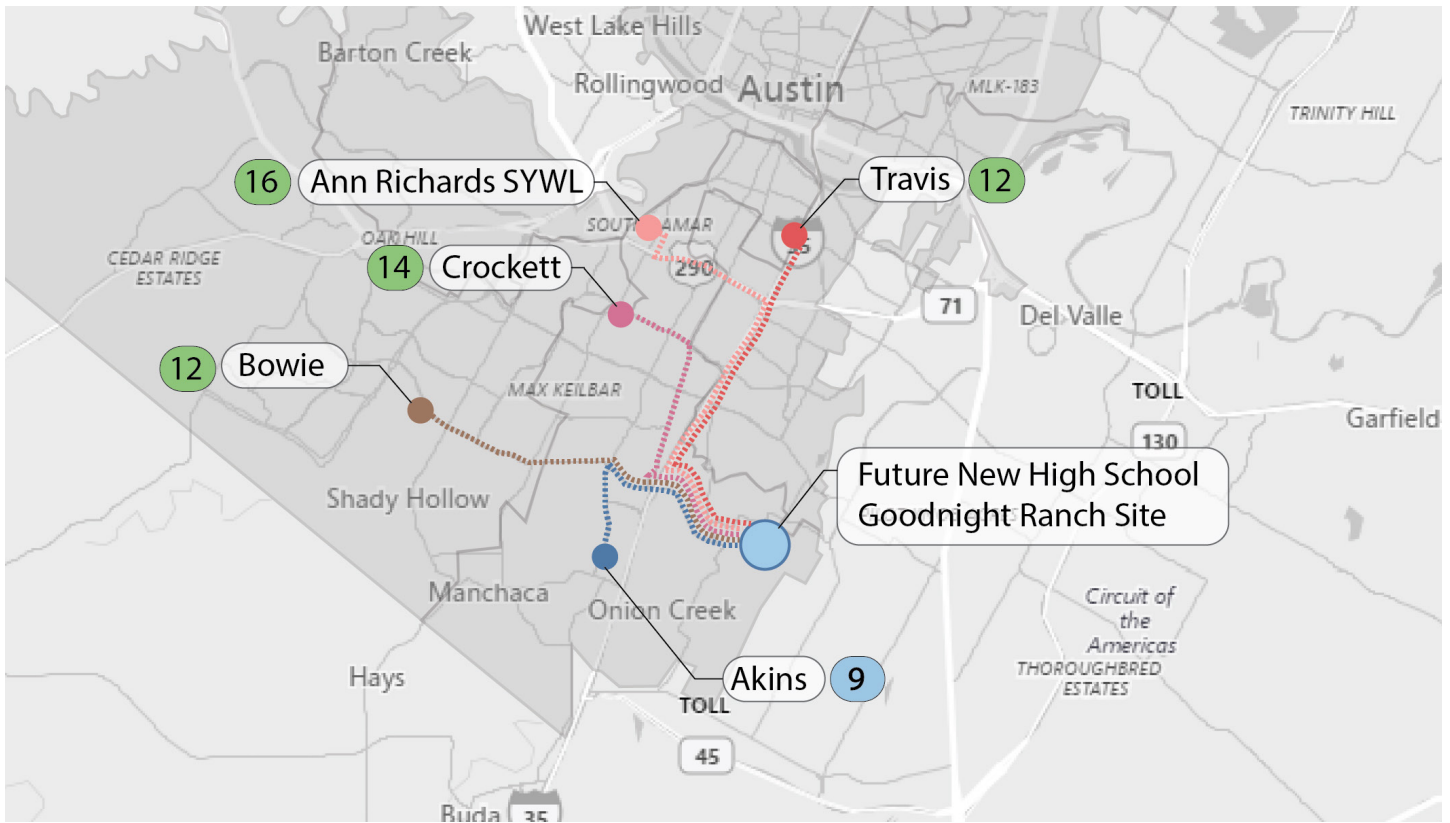 West Lake Hills
Barton Creek
Rollingwood
Austin
MLK-183
TRINITY HILL
16 Ann Richards SYWL
Travis 12
SOUTH LAMAR
35
OAK HILL
CEDAR RIDGE
ESTATES
14 Crockett
290
71
Del Valle
12 Bowie
MAX KEILBAR
TOLL
130
Garfield
Future New High School
Goodnight Ranch Site
Shady Hollow
Manchaca
Onion Creek
Circuit of
the
Americas
THOROUGHBRED
ESTATES
Hays
Akins 9
TOLL
45
Buda
35